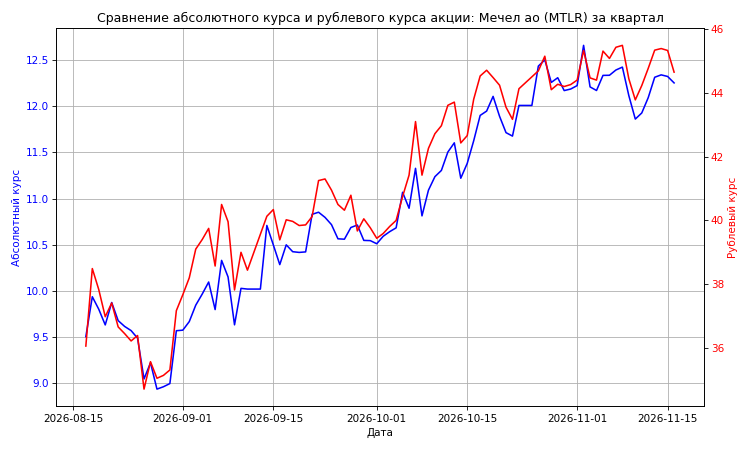 Сравнение абсолютного курса и рублевого курса акции: Мечел ао (MTLR) за квартал
Абсолютный курс
12.5
12.0
11.5
11.0
10.5
10.0
9.5
9.0
46
44
42
40
38
36
Рублевый курс
2026-08-15 2026-09-01 2026-09-15 2026-10-01 2026-10-15 2026-11-01 2026-11-15
Дата